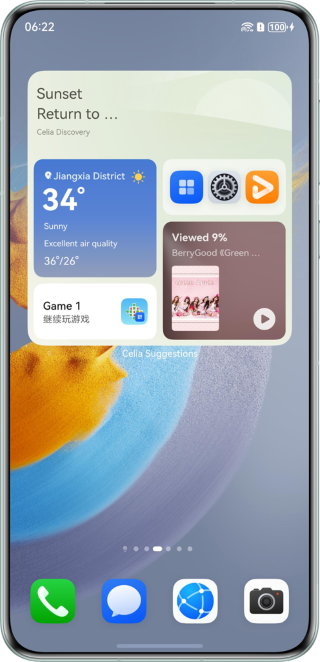 06:22
100
Sunset
Return to ...
Celia Discovery
Jiangxia District
34°
Sunny
Excellent air quality
36°/26°
Viewed 9%
BerryGood《Green ...
Game 1
继续玩游戏
Celia Suggestions